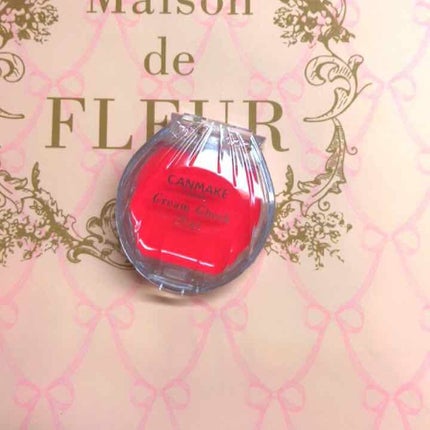 Maison
de
FLEUR
CANMAKE
Cream Cheek